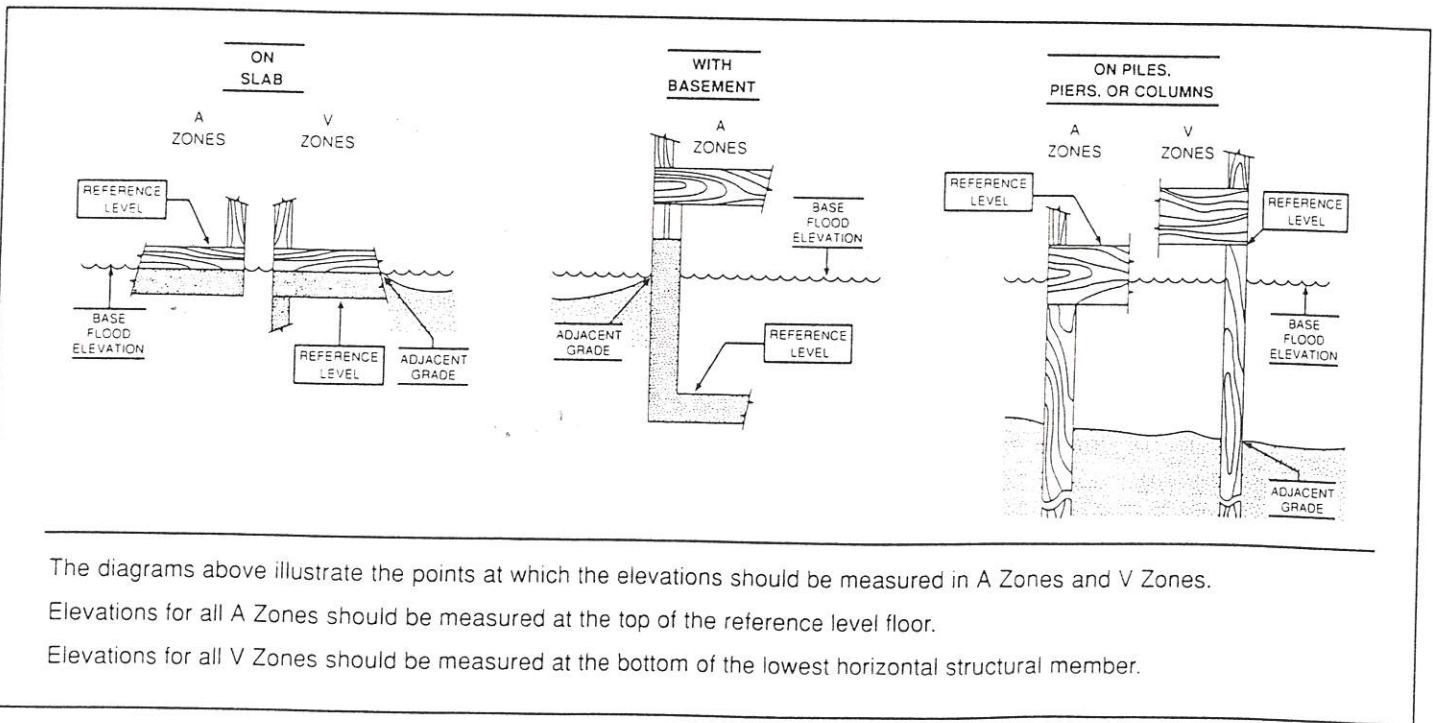 ON
SLAB
A
ZONES
V
ZONES
REFERENCE
LEVEL
BASE
FLOOD
ELEVATION
REFERENCE
LEVEL
ADJACENT
GRADE
WITH
BASEMENT
A
ZONES
BASE
FLOOD
ELEVATION
ADJACENT
GRADE
REFERENCE
LEVEL
ON PILES,
PIERS, OR COLUMNS
A
ZONES
V
ZONES
REFERENCE
LEVEL
REFERENCE
LEVEL
BASE
FLOOD
ELEVATION
ADJACENT
GRADE
The diagrams above illustrate the points at which the elevations should be measured in A Zones and V Zones.
Elevations for all A Zones should be measured at the top of the reference level floor.
Elevations for all V Zones should be measured at the bottom of the lowest horizontal structural member.